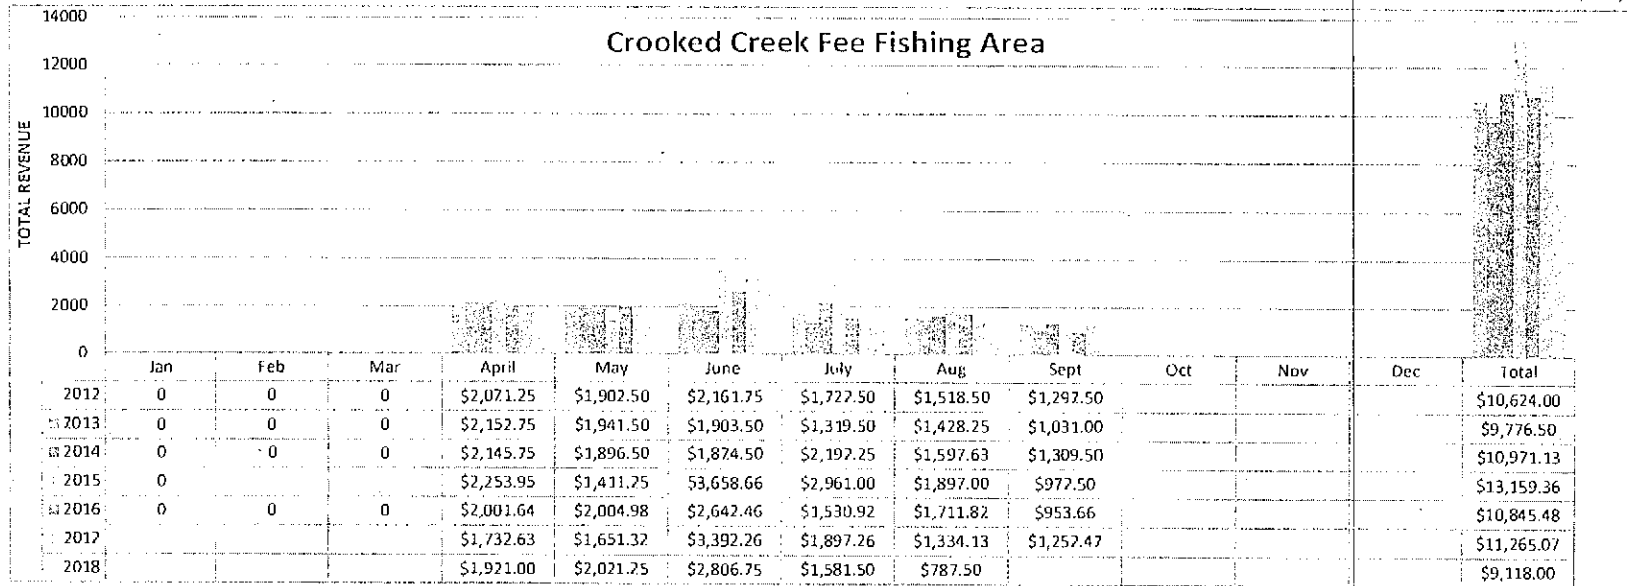 Crooked Creek Fee Fishing Area
TOTAL REVENUE
14000
12000
10000
8000
6000
4000
2000
0
Jan Feb Mar April May June July Aug Sept Oct Nov Dec Total
2012 0 0 0 $2,071.25 $1,902.50 $2,161.75 $1,722.50 $1,518.50 $1,297.50 $10,624.00
2013 0 0 0 $2,152.75 $1,941.50 $1,903.50 $1,319.50 $1,428.25 $1,031.00 $9,776.50
2014 0 0 0 $2,145.75 $1,896.50 $1,874.50 $2,192.25 $1,597.63 $1,309.50 $10,971.13
2015 0 $2,253.95 $1,411.25 $3,658.66 $2,961.00 $1,897.00 $977.50 $13,159.36
2016 0 0 0 $2,001.64 $2,004.98 $2,642.46 $1,530.92 $1,711.82 $953.66 $10,845.48
2017 $1,732.63 $1,651.32 $3,392.26 $1,897.26 $1,334.13 $1,257.47 $11,265.07
2018 $1,921.00 $2,021.25 $2,806.75 $1,581.50 $787.50 $9,118.00